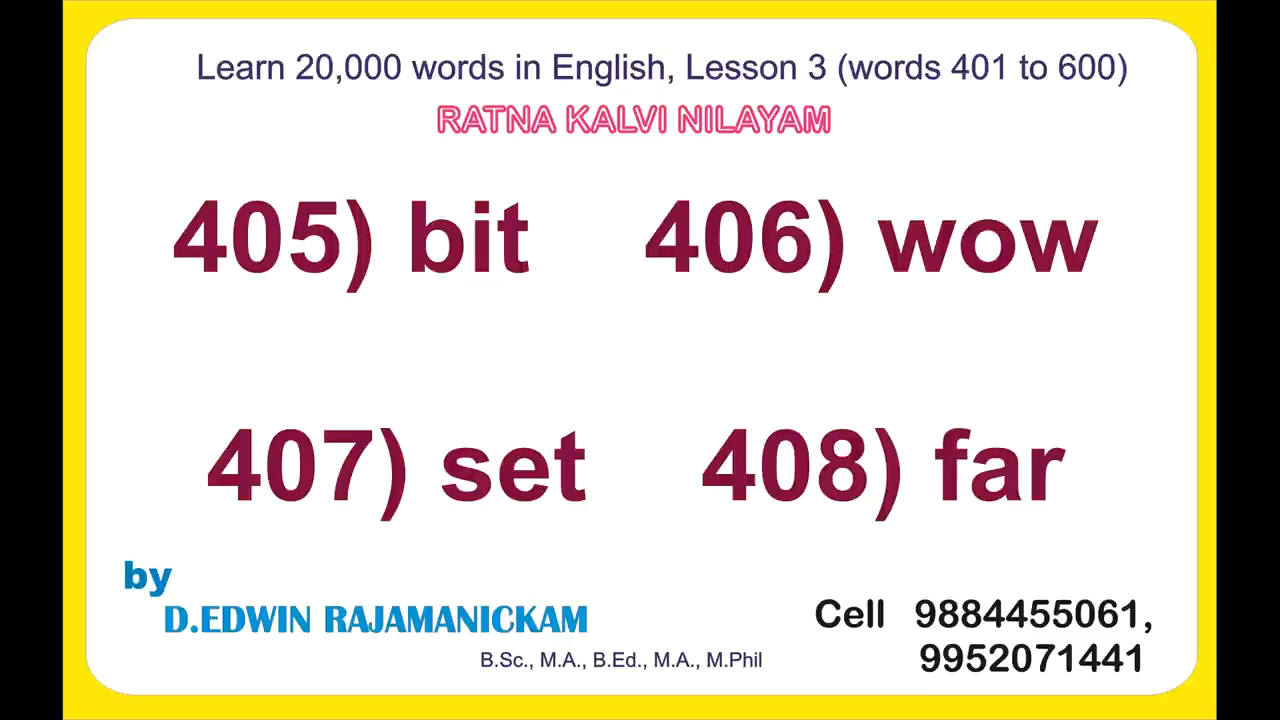 Learn 20,000 words in English, Lesson 3 (words 401 to 600)
RATNA KALVI NILAYAM
405) bit 406) wow
407) set 408) far
by
D.EDWIN RAJAMANICKAM
B.Sc., M.A., B.Ed., M.A., M.Phil
Cell 9884455061,
9952071441